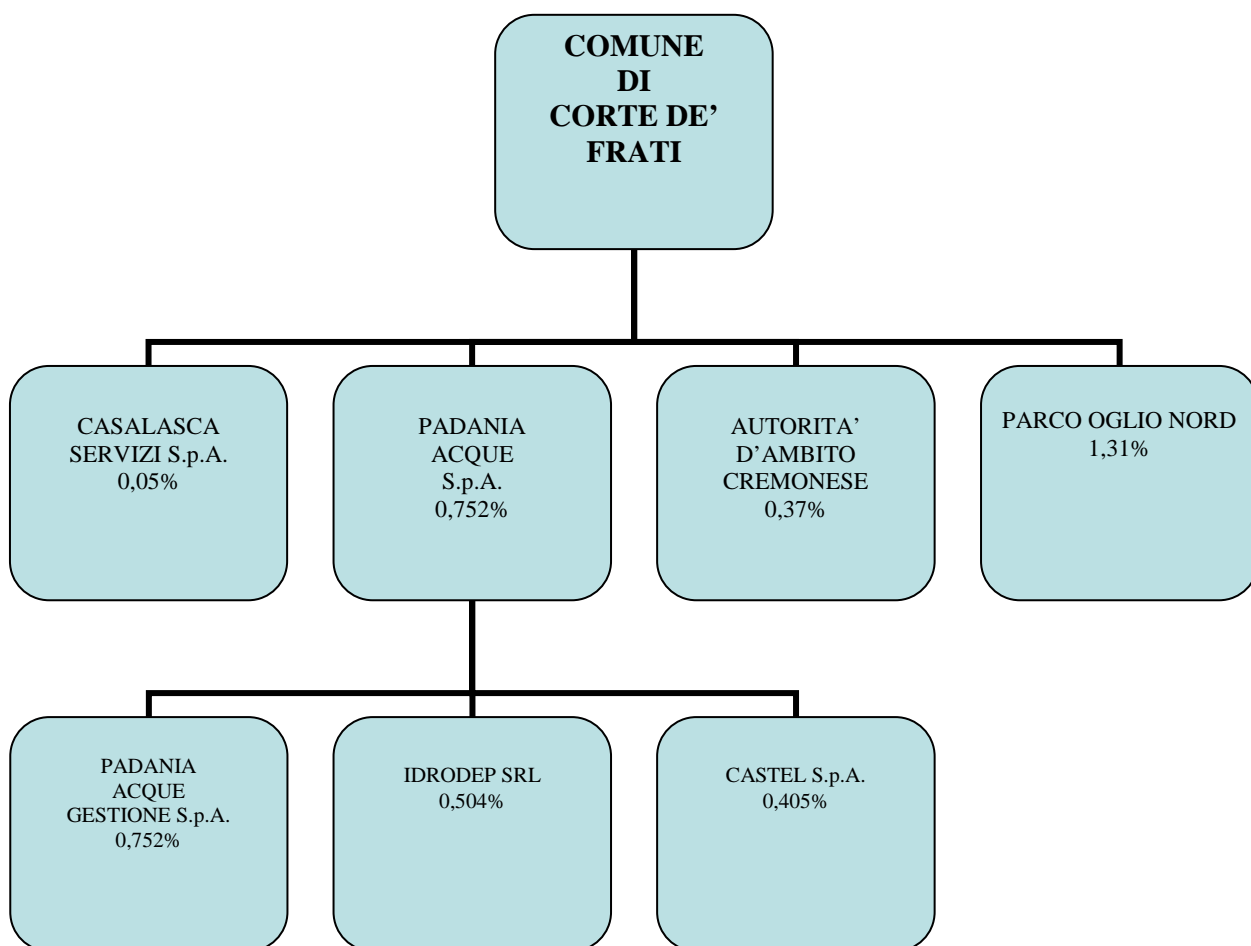 COMUNE
DI
CORTE DE’
FRATI
CASALASCA
SERVIZI S.p.A.
0,05%
PADANIA
ACQUE
S.p.A.
0,752%
AUTORITA’
D’AMBITO
CREMONESE
0,37%
PARCO OGLIO NORD
1,31%
PADANIA
ACQUE
GESTIONE S.p.A.
0,752%
IDRODEP SRL
0,504%
CASTEL S.p.A.
0,405%